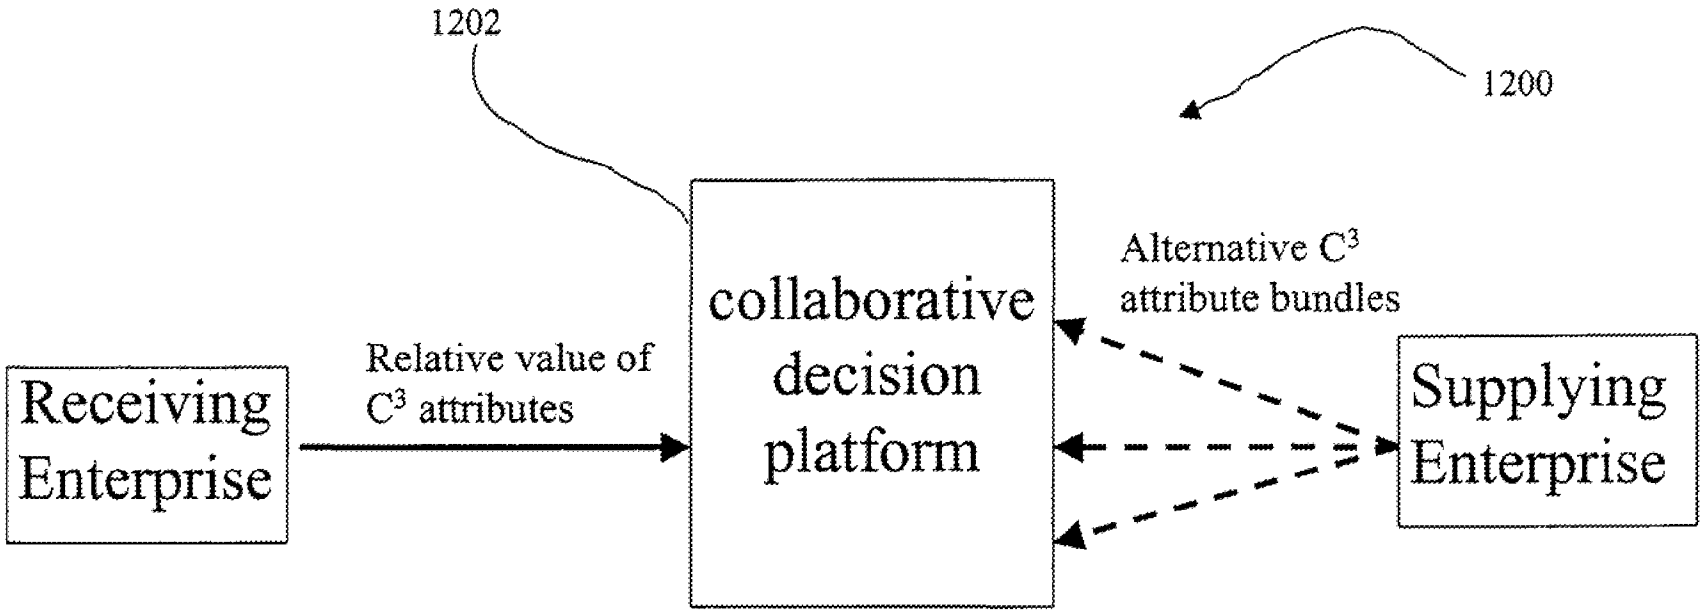 1202
1200
Alternative C³
attribute bundles
collaborative
decision
platform
Relative value of
C³ attributes
Receiving
Enterprise
Supplying
Enterprise